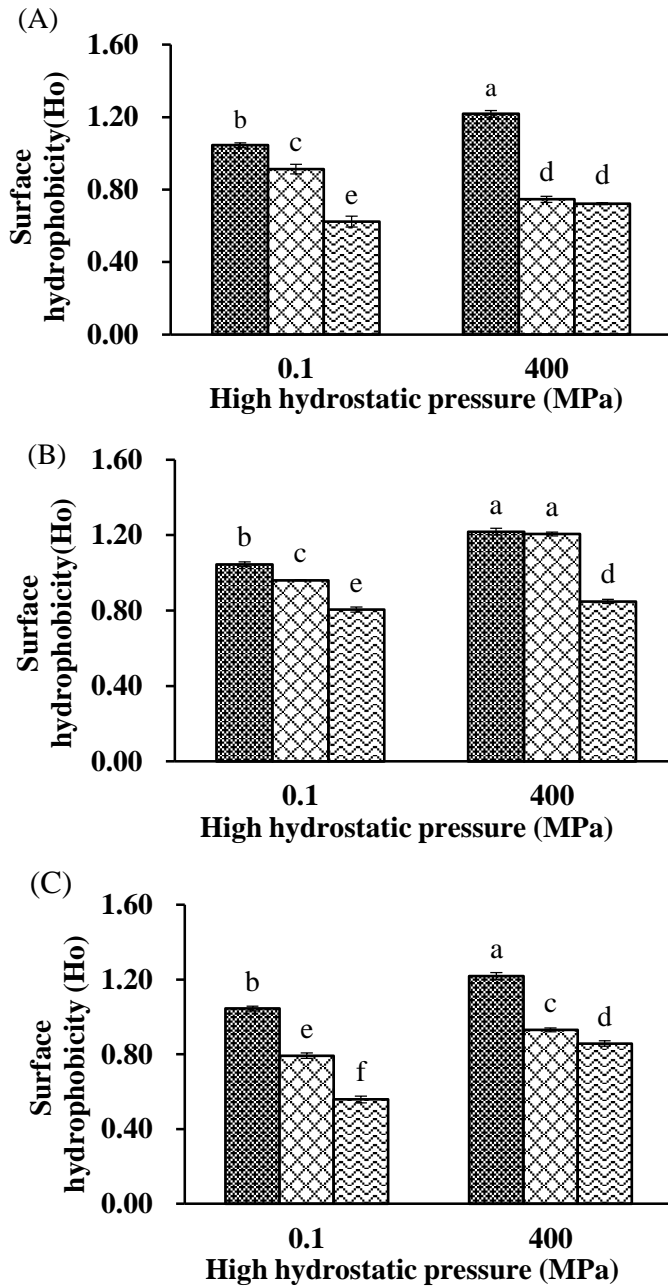 (A)
Surface
hydrophobicity(Ho)
1.60
1.20
0.80
0.40
0.00
b
c
e
a
d
d
0.1
400
High hydrostatic pressure (MPa)
(B)
Surface
hydrophobicity(Ho)
1.60
1.20
0.80
0.40
0.00
b
c
e
a
a
d
0.1
400
High hydrostatic pressure (MPa)
(C)
Surface
hydrophobicity (Ho)
1.60
1.20
0.80
0.40
0.00
b
e
f
a
c
d
0.1
400
High hydrostatic pressure (MPa)